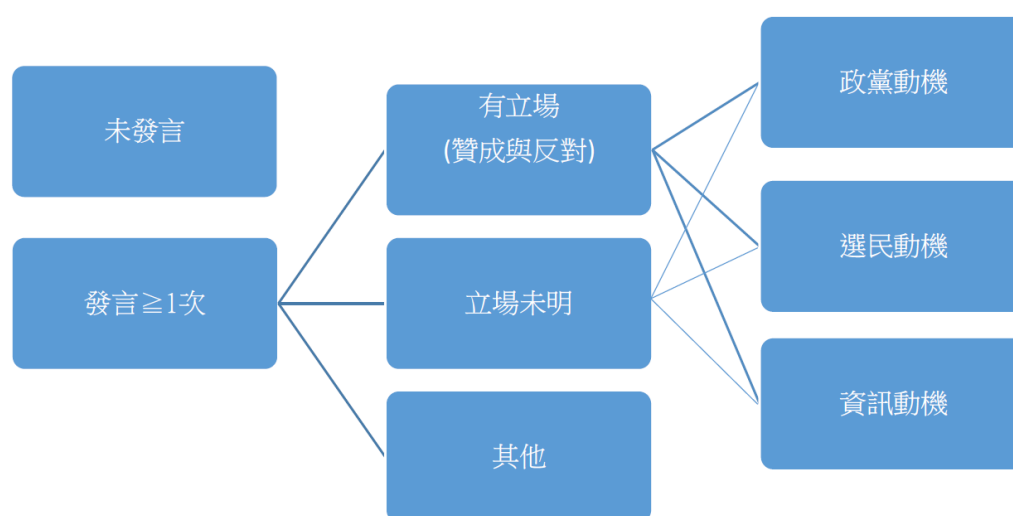 未發言
發言≧1次
有立場
(贊成與反對)
立場未明
其他
政黨動機
選民動機
資訊動機